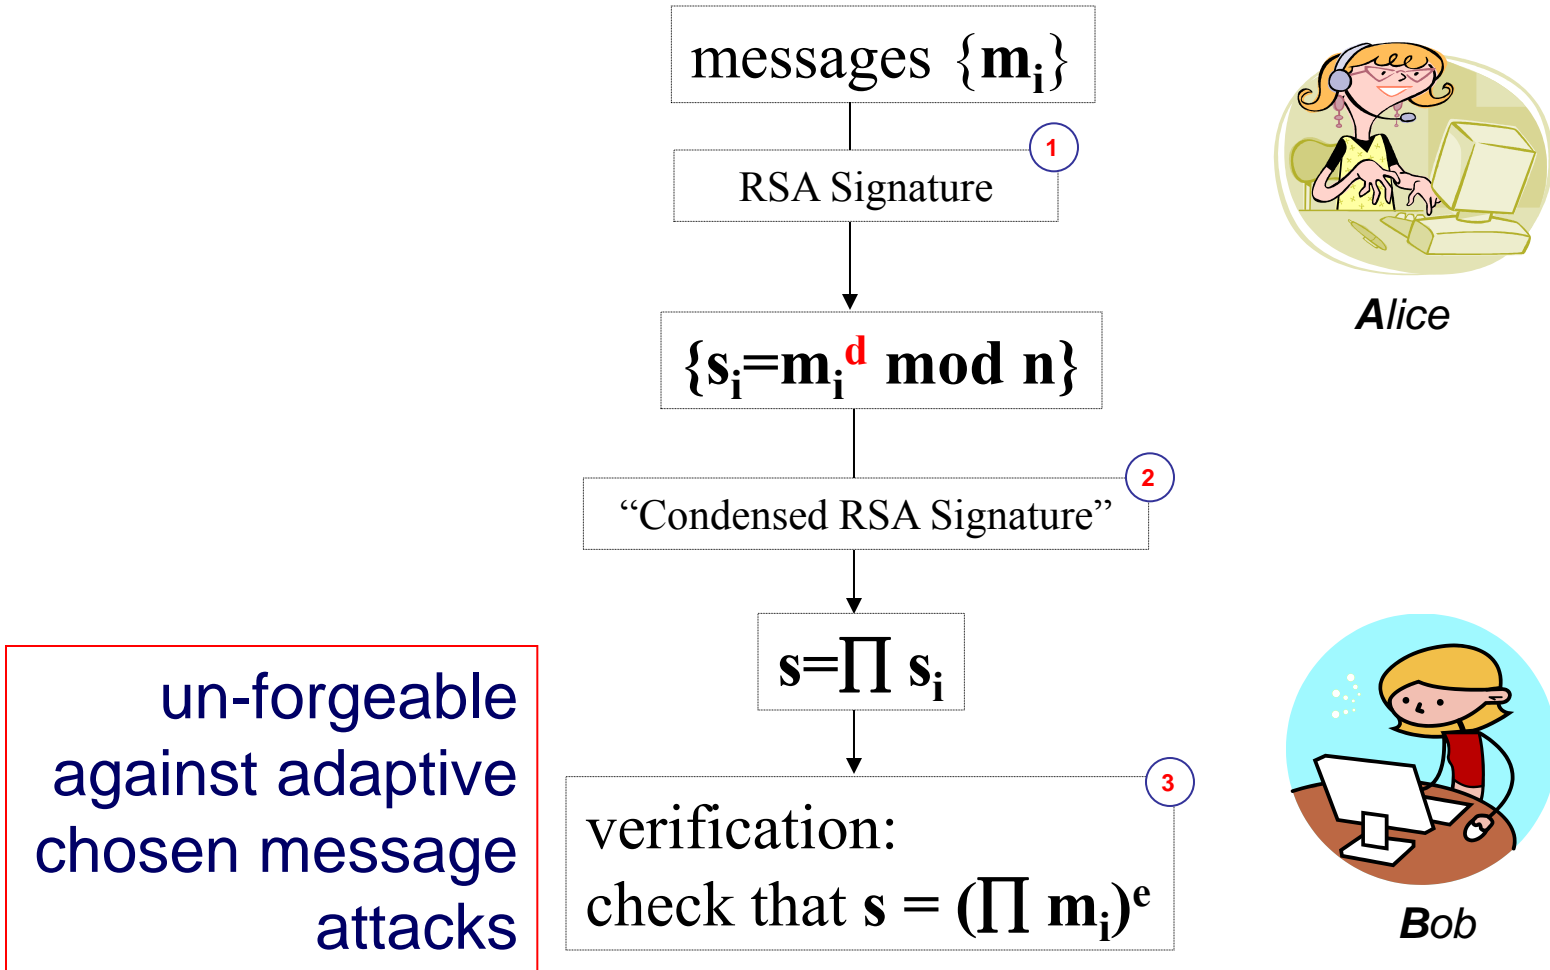 messages {mᵢ}
1
RSA Signature
{sᵢ=mᵢᵈ mod n}
2
“Condensed RSA Signature”
s=∏ sᵢ
3
verification:
check that s = (∏ mᵢ)ᵉ
un-forgeable
against adaptive
chosen message
attacks
Alice
Bob